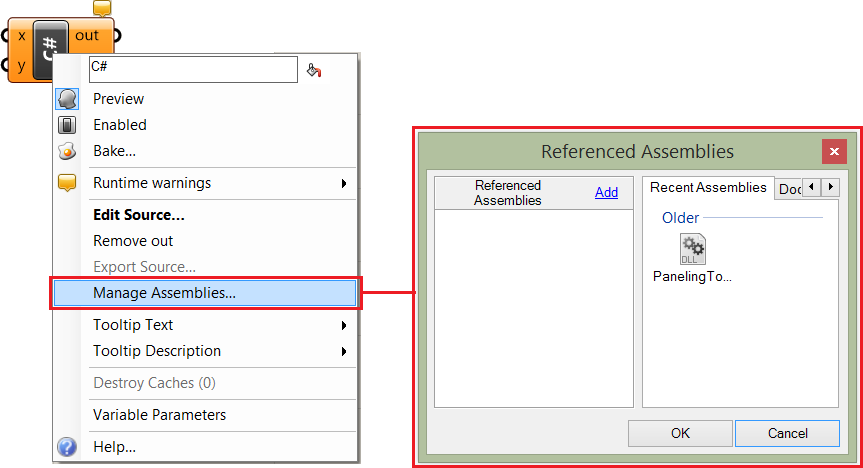 x
C#
out
y
C#
Preview
Enabled
Bake...
Runtime warnings
Edit Source...
Remove out
Export Source...
Manage Assemblies...
Tooltip Text
Tooltip Description
Destroy Caches (0)
Variable Parameters
Help...
Referenced Assemblies
Referenced
Assemblies
Add
Recent Assemblies
Doc
Older
DLL
PanelingTo...
OK
Cancel